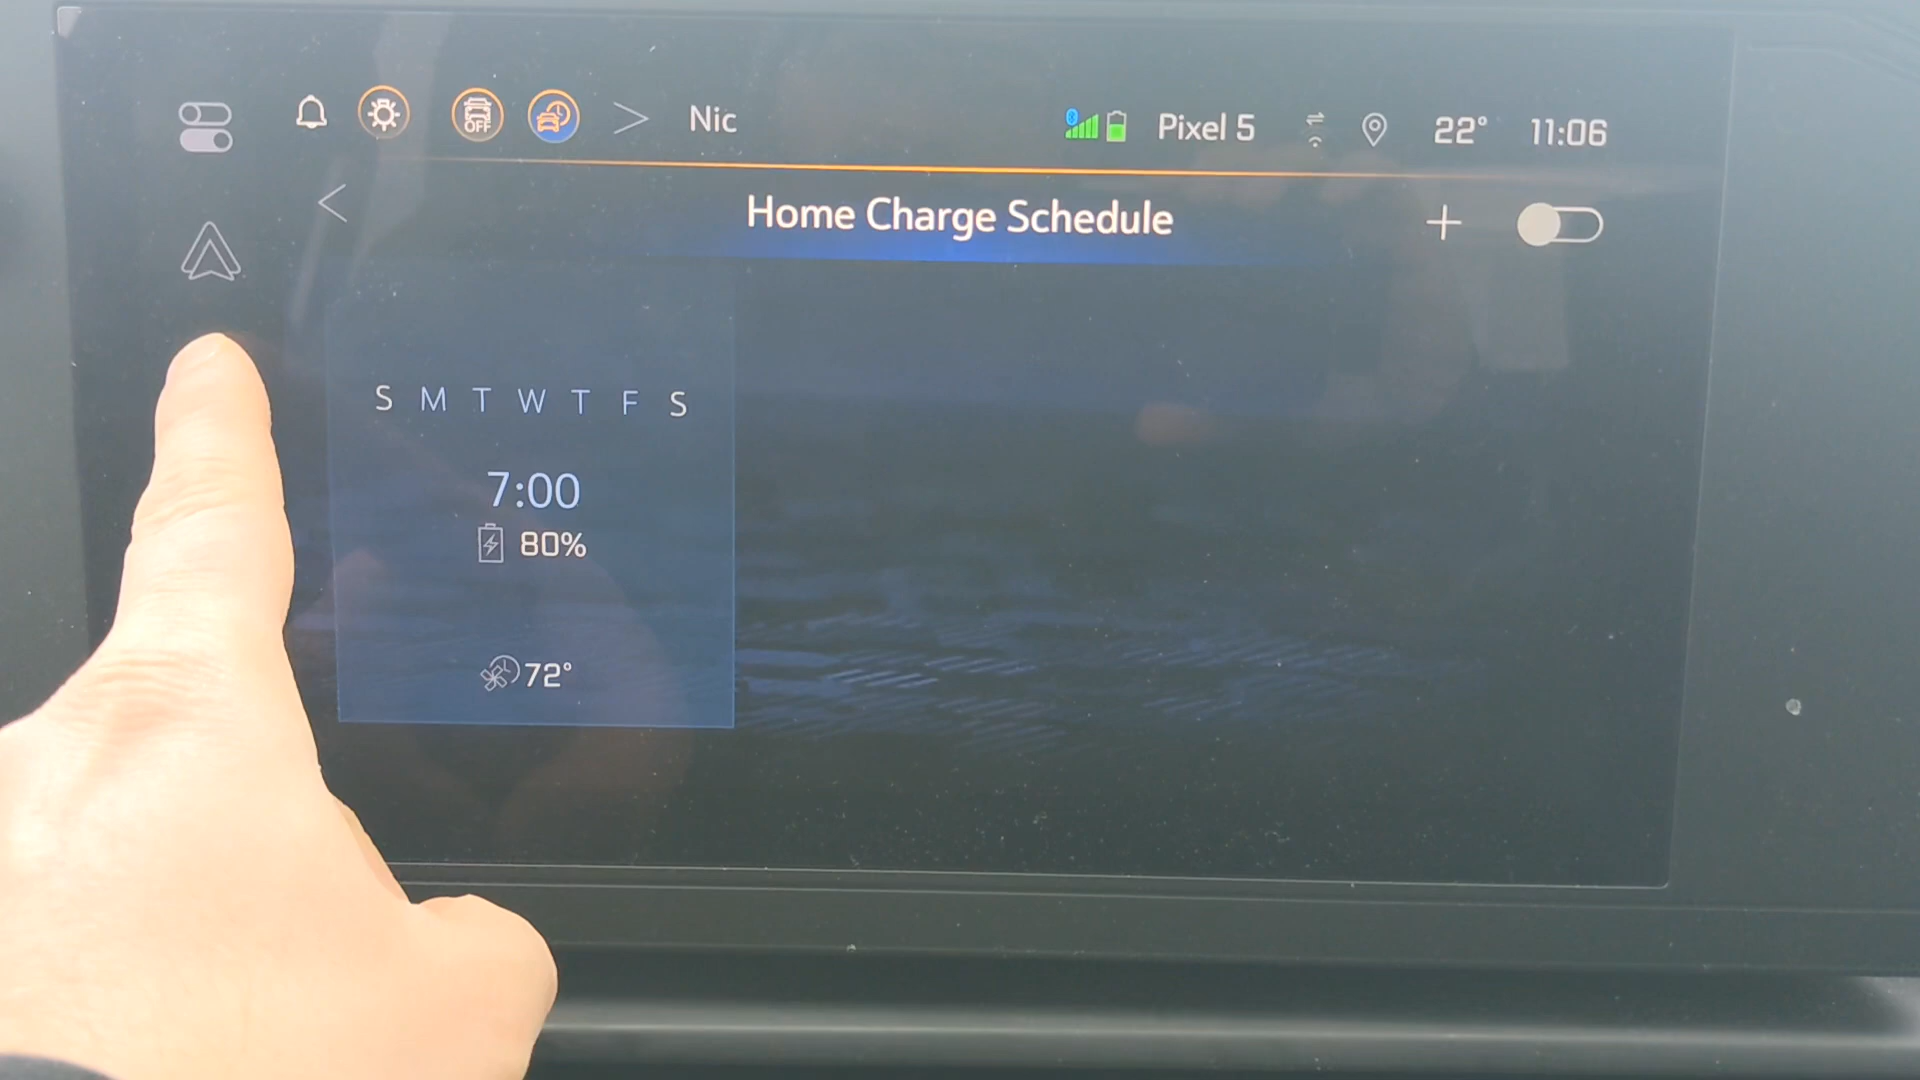 OFF
Nic
Pixel 5
22°
11:06
Home Charge Schedule
S M T W T F S
7:00
80%
72°